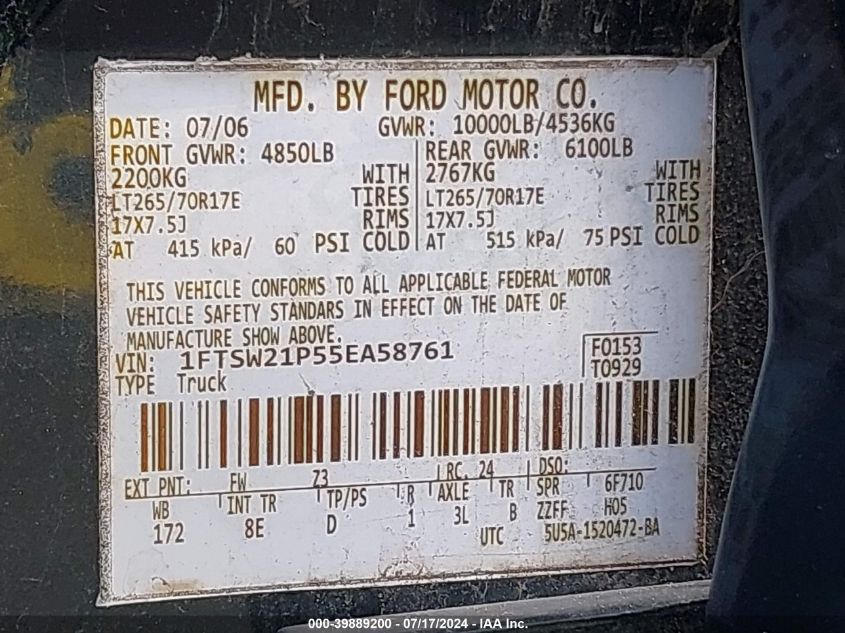 MFD. BY FORD MOTOR CO.
DATE: 07/06 GVWR: 10000LB/4536KG
FRONT GVWR: 4850LB REAR GVWR: 6100LB
2200KG WITH 2767KG WITH
LT265/70R17E TIRES LT265/70R17E TIRES
17X7.5J RIMS 17X7.5J RIMS
AT 415 kPa/ 60 PSI COLD AT 515 kPa/ 75 PSI COLD
THIS VEHICLE CONFORMS TO ALL APPLICABLE FEDERAL MOTOR
VEHICLE SAFETY STANDARS IN EFFECT ON THE DATE OF
MANUFACTURE SHOW ABOVE.
VIN: 1FTSW21P55EA58761 F0153
TYPE Truck T0929
EXT PNT: FW Z3 RC. 24 DSO:
WB INT TR TP/PS R AXLE TR SPR 6F710
172 8E D 1 3L B ZZFF H05
UTC 5U5A-1520472-BA
000-39889200 - 07/17/2024 - IAA Inc.